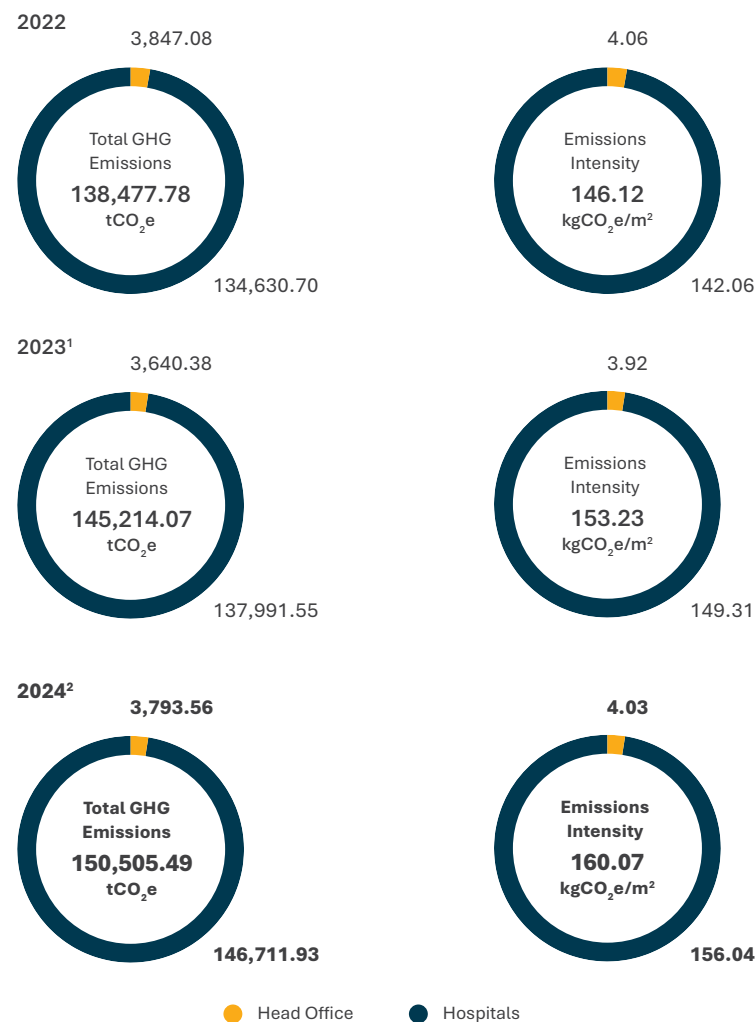 2022
3,847.08
Total GHG
Emissions
138,477.78
tCO₂e
134,630.70
4.06
Emissions
Intensity
146.12
kgCO₂e/m²
142.06
2023¹
3,640.38
Total GHG
Emissions
145,214.07
tCO₂e
137,991.55
3.92
Emissions
Intensity
153.23
kgCO₂e/m²
149.31
2024²
3,793.56
Total GHG
Emissions
150,505.49
tCO₂e
146,711.93
4.03
Emissions
Intensity
160.07
kgCO₂e/m²
156.04
Head Office
Hospitals